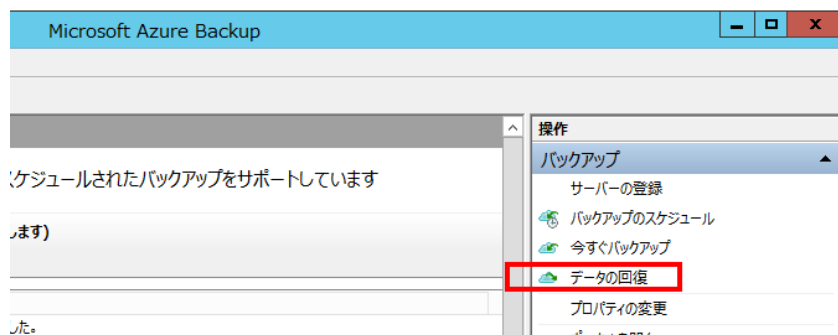 Microsoft Azure Backup
操作
バックアップ
ケジュールされたバックアップをサポートしています
サーバーの登録
バックアップのスケジュール
します)
今すぐバックアップ
データの回復
プロパティの変更
した。